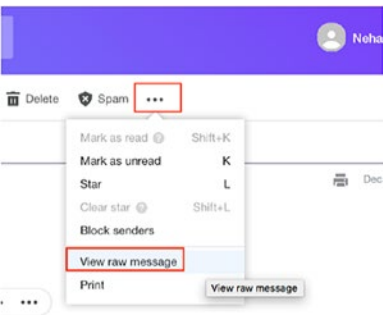 Neha
Delete Spam •••
Mark as read Shift+K
Mark as unread K
Star L
Dec
Clear star Shift+L
Block senders
View raw message
Print
View raw message